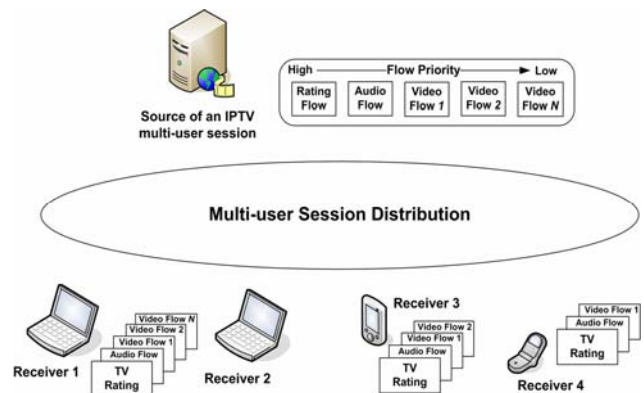 Source of an IPTV
multi-user session
High Flow Priority Low
Rating
Flow
Audio
Flow
Video
Flow 1
Video
Flow 2
Video
Flow N
Multi-user Session Distribution
Receiver 1
Video Flow N
Video Flow 2
Video Flow 1
Audio Flow
TV
Rating
Receiver 2
Receiver 3
Video Flow 2
Video Flow 1
Audio Flow
TV
Rating
Receiver 4
Video Flow 1
Audio Flow
TV
Rating